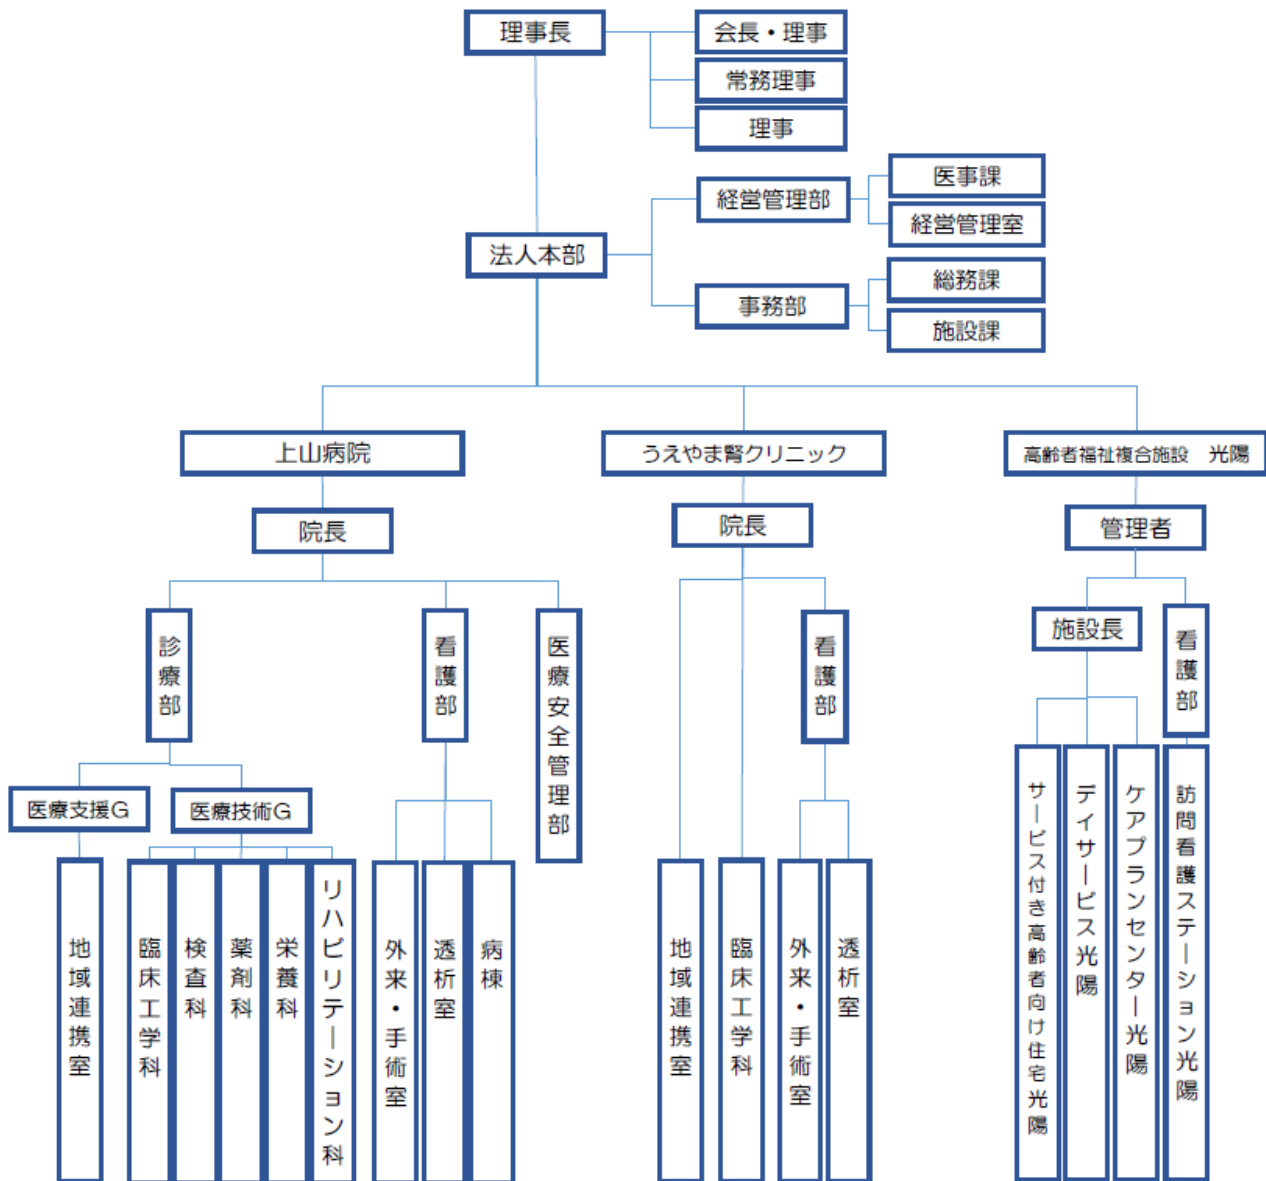 理事長
会長・理事
常務理事
理事
経営管理部
医事課
経営管理室
法人本部
事務部
総務課
施設課
上山病院
うえやま腎クリニック
高齢者福祉複合施設　光陽
院長
院長
管理者
診療部
看護部
医療安全管理部
看護部
施設長
看護部
医療支援G
医療技術G
地域連携室
臨床工学科
検査科
薬剤科
栄養科
リハビリテーション科
外来・手術室
透析室
病棟
地域連携室
臨床工学科
外来・手術室
透析室
サービス付き高齢者向け住宅光陽
デイサービス光陽
ケアプランセンター光陽
訪問看護ステーション光陽